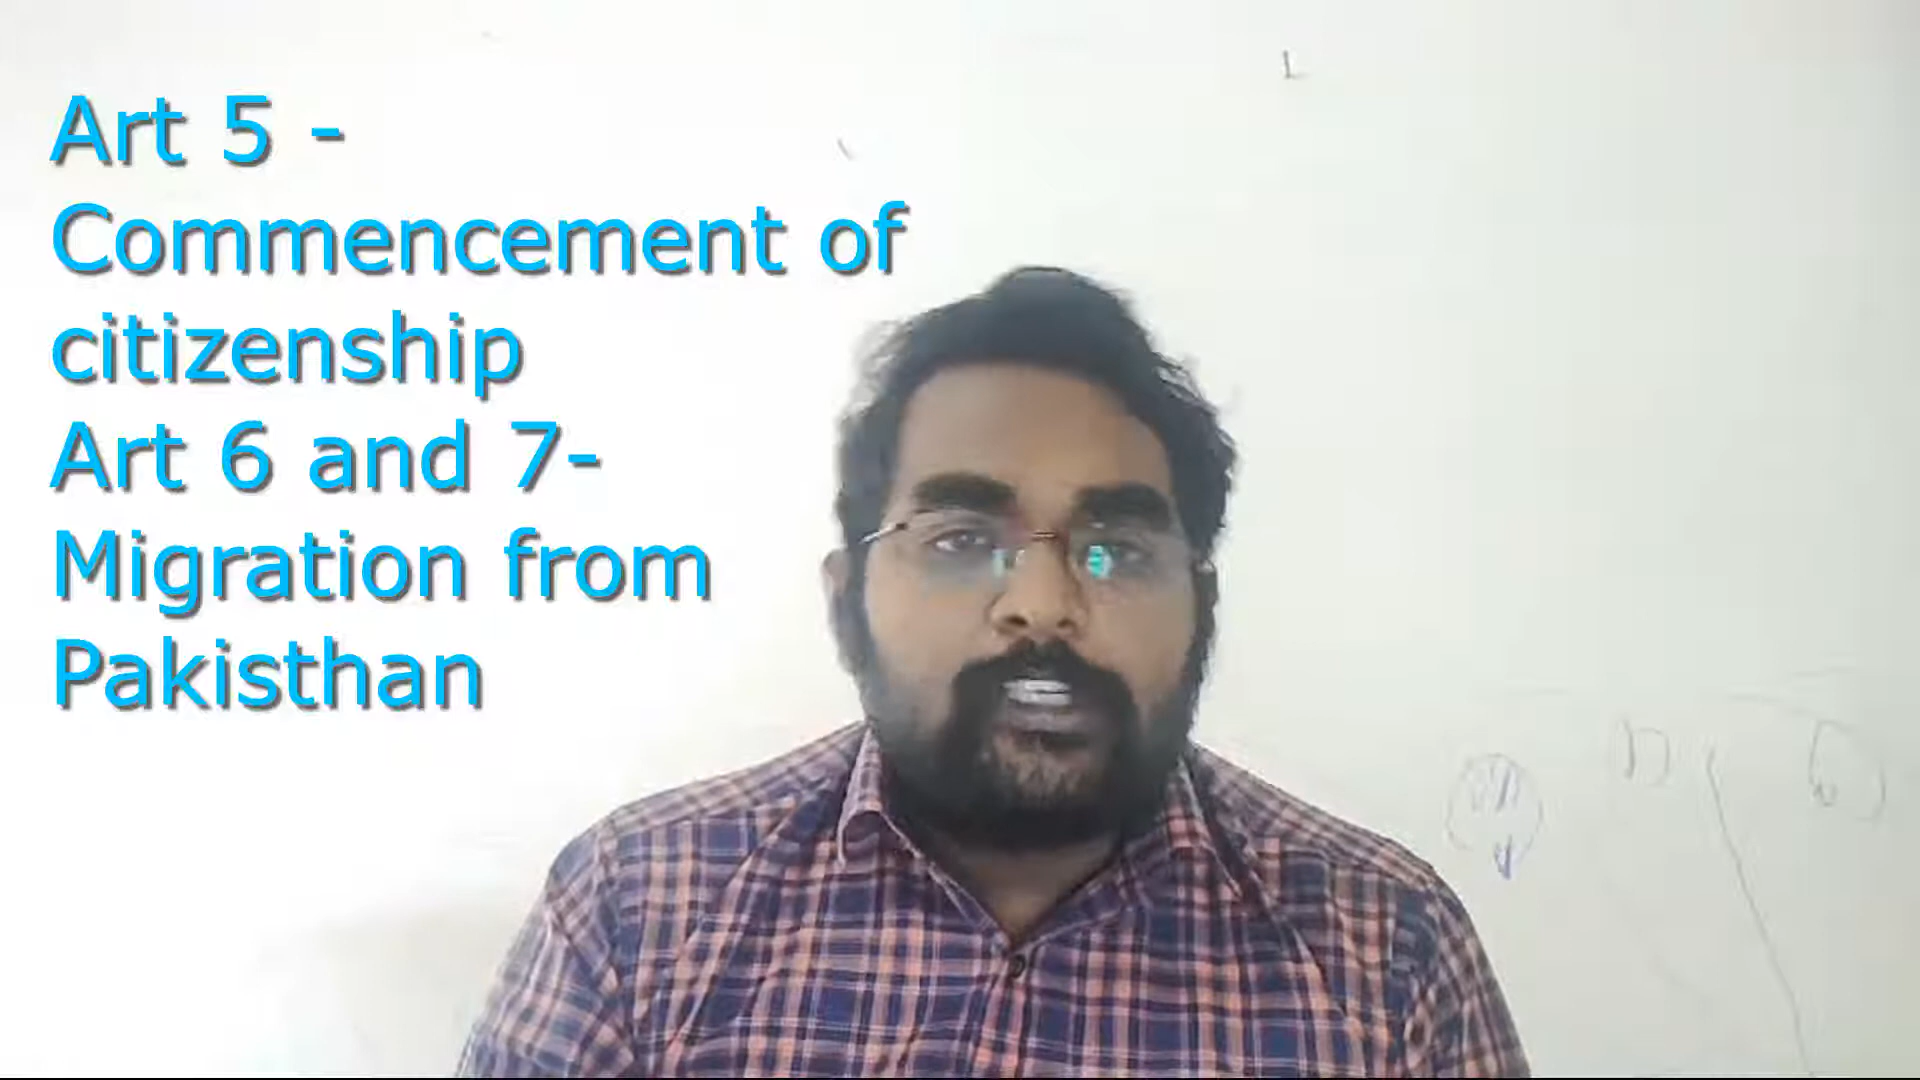 Art 5 -
Commencement of
citizenship
Art 6 and 7-
Migration from
Pakisthan